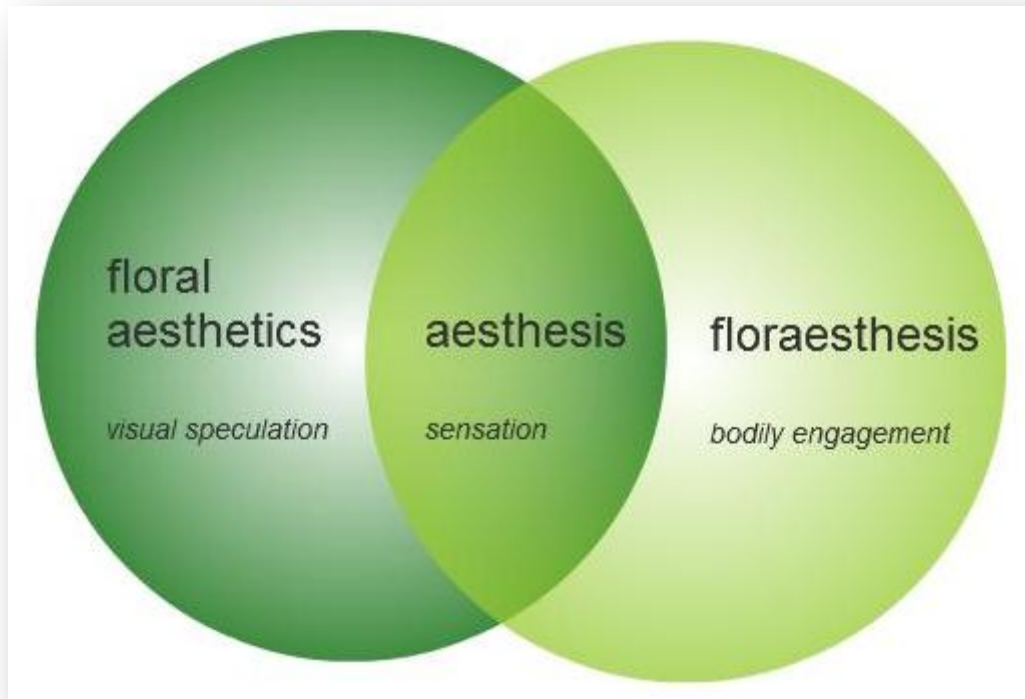 floral
aesthetics
visual speculation
aesthesis
sensation
floraesthesis
bodily engagement